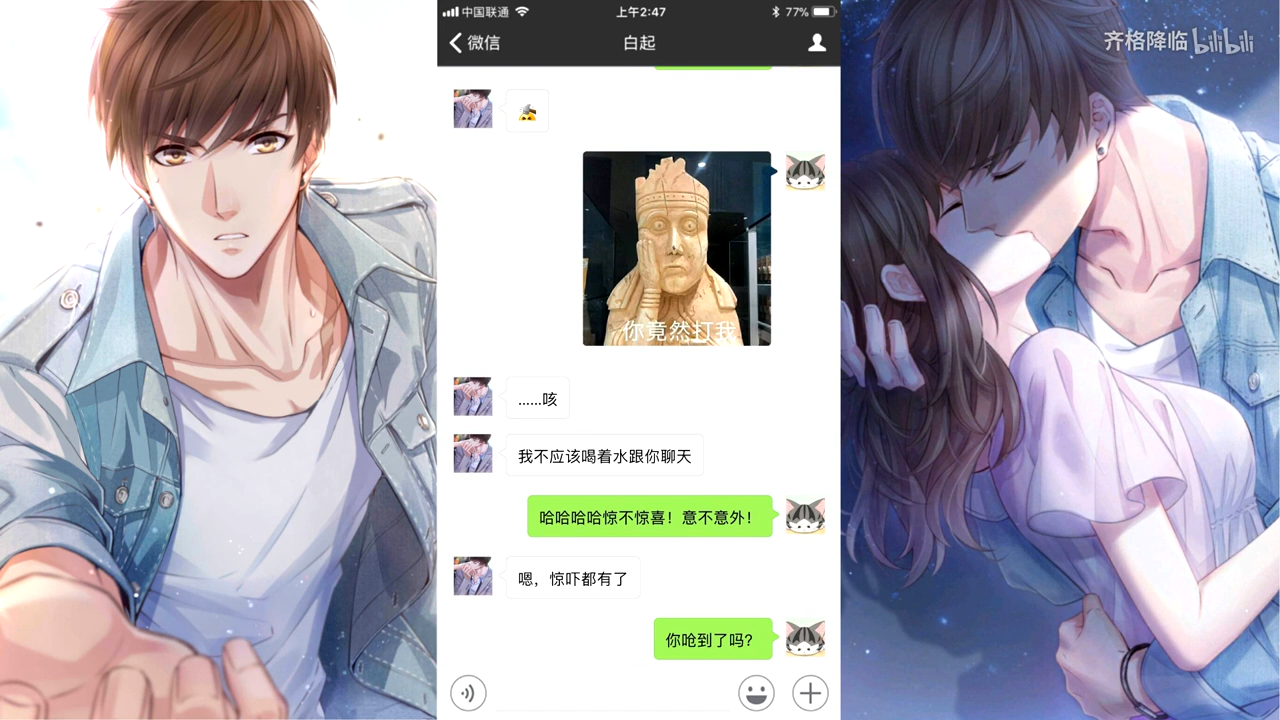 中国联通
上午2:47
77%
微信
白起
齐格降临 bilibili
你竟然打我
……咳
我不应该喝着水跟你聊天
哈哈哈哈惊不惊喜！意不意外！
嗯，惊吓都有了
你呛到了吗？